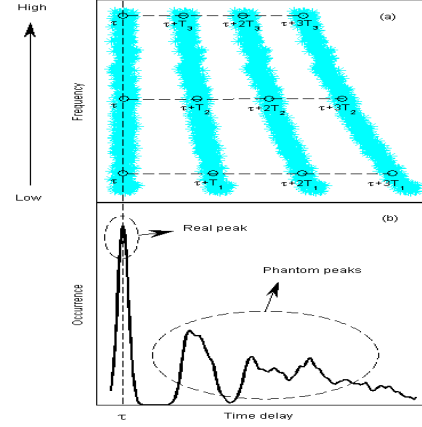 High
Low
Frequency
(a)
τ τ+T3 τ+2T3 τ+3T3
τ τ+T2 τ+2T2 τ+3T2
τ τ+T1 τ+2T1 τ+3T1
(b)
Real peak
Phantom peaks
Occurrence
τ
Time delay